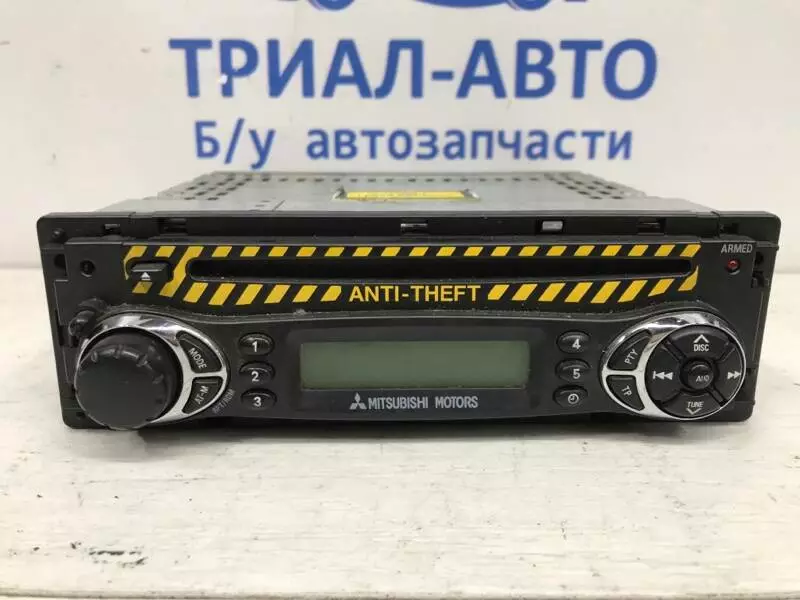 ТРИАЛ-АВТО
Б/у автозапчасти
ARMED
ANTI-THEFT
MODE
AT-M
1
2
3
MITSUBISHI MOTORS
4
5
PTY
TP
DISC
TUNE